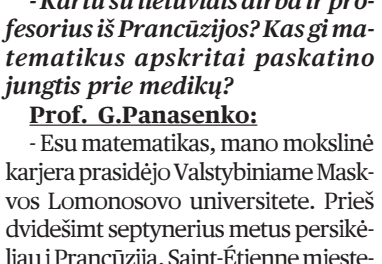 - Kartu su lietuviais dirba ir pro-
fesorius iš Prancūzijos? Kas gi ma-
tematikus apskritai paskatino
jungtis prie medikų?
Prof. G.Panasenko:
- Esu matematikas, mano mokslinė
karjera prasidėjo Valstybiniame Mask-
vos Lomonosovo universitete. Prieš
dvidešimt septynerius metus persikė-
liau į Prancūziją, Saint-Étienne mieste-